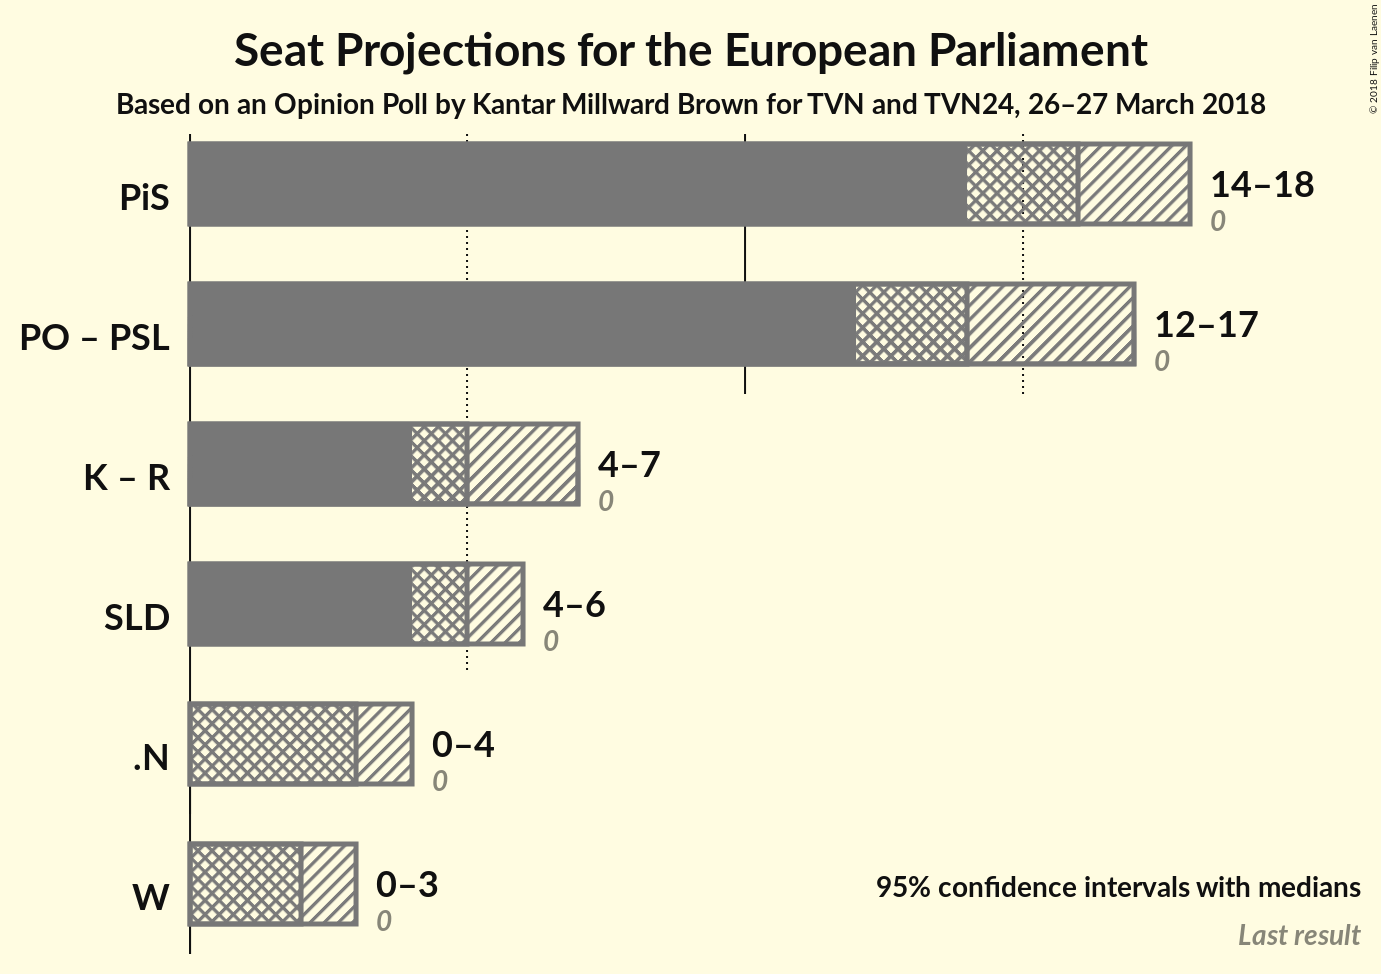 Seat Projections for the European Parliament
Based on an Opinion Poll by Kantar Millward Brown for TVN and TVN24, 26–27 March 2018
© 2018 Filip van Laenen
PiS
14–18
0
PO – PSL
12–17
0
K – R
4–7
0
SLD
4–6
0
.N
0–4
0
W
0–3
0
95% confidence intervals with medians
Last result